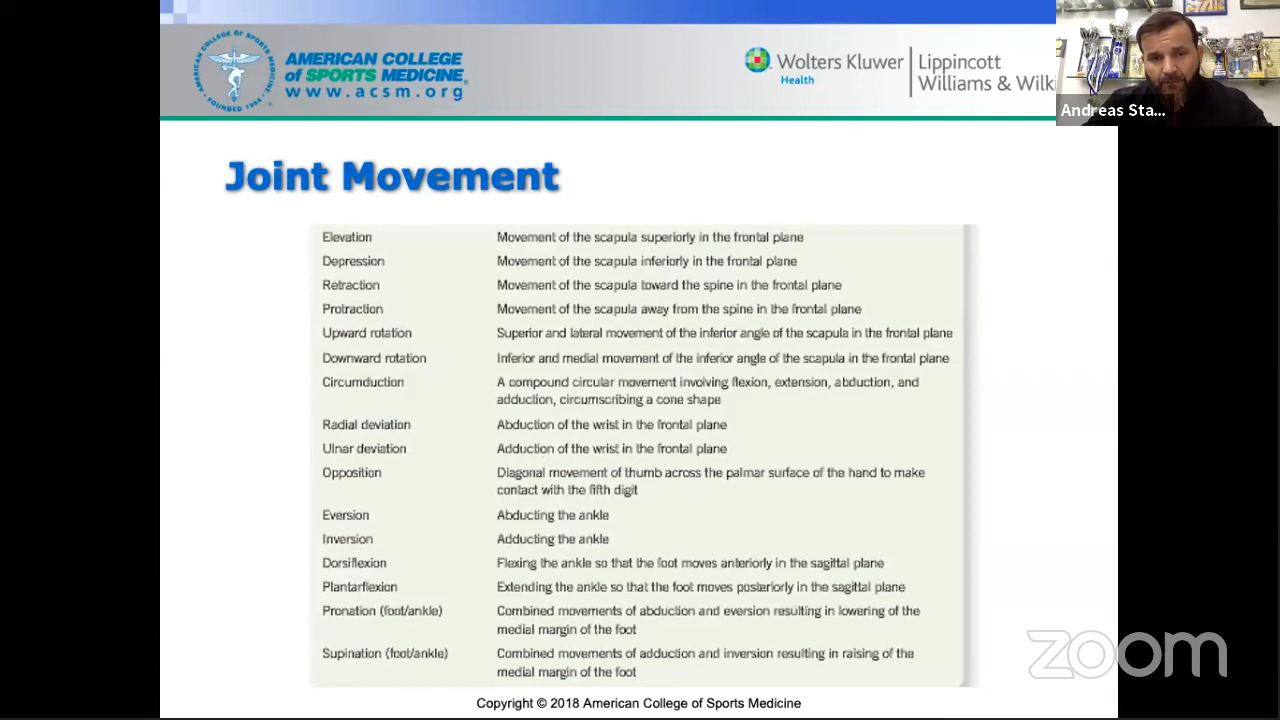 AMERICAN COLLEGE
of SPORTS MEDICINE
www.acsm.org
AMERICAN COLLEGE OF SPORTS MEDICINE
FOUNDED 1954
Wolters Kluwer
Health
Lippincott
Williams & Wilk
Andreas Sta...
Joint Movement
Elevation Movement of the scapula superiorly in the frontal plane
Depression Movement of the scapula inferiorly in the frontal plane
Retraction Movement of the scapula toward the spine in the frontal plane
Protraction Movement of the scapula away from the spine in the frontal plane
Upward rotation Superior and lateral movement of the inferior angle of the scapula in the frontal plane
Downward rotation Inferior and medial movement of the inferior angle of the scapula in the frontal plane
Circumduction A compound circular movement involving flexion, extension, abduction, and
adduction, circumscribing a cone shape
Radial deviation Abduction of the wrist in the frontal plane
Ulnar deviation Adduction of the wrist in the frontal plane
Opposition Diagonal movement of thumb across the palmar surface of the hand to make
contact with the fifth digit
Eversion Abducting the ankle
Inversion Adducting the ankle
Dorsiflexion Flexing the ankle so that the foot moves anteriorly in the sagittal plane
Plantarflexion Extending the ankle so that the foot moves posteriorly in the sagittal plane
Pronation (foot/ankle) Combined movements of abduction and eversion resulting in lowering of the
medial margin of the foot
Supination (foot/ankle) Combined movements of adduction and inversion resulting in raising of the
medial margin of the foot
zoom
Copyright © 2018 American College of Sports Medicine